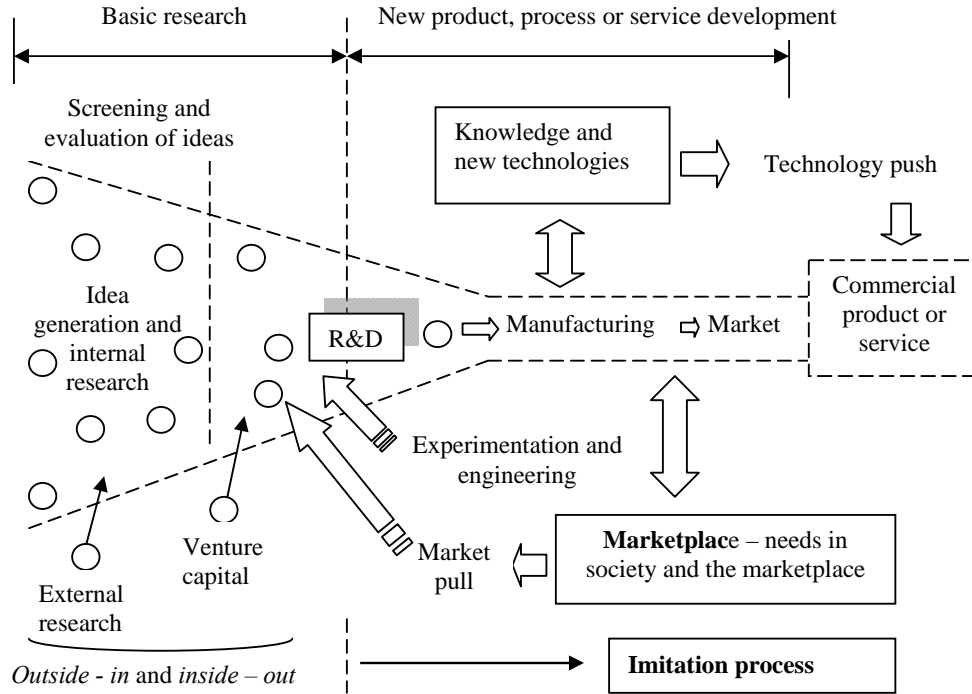 Basic research
New product, process or service development
Screening and
evaluation of ideas
Knowledge and
new technologies
Technology push
Idea
generation and
internal
research
R&D
Manufacturing
Market
Commercial
product or
service
Experimentation and
engineering
Venture
capital
Market
pull
Marketplace – needs in
society and the marketplace
External
research
Outside - in and inside – out
Imitation process